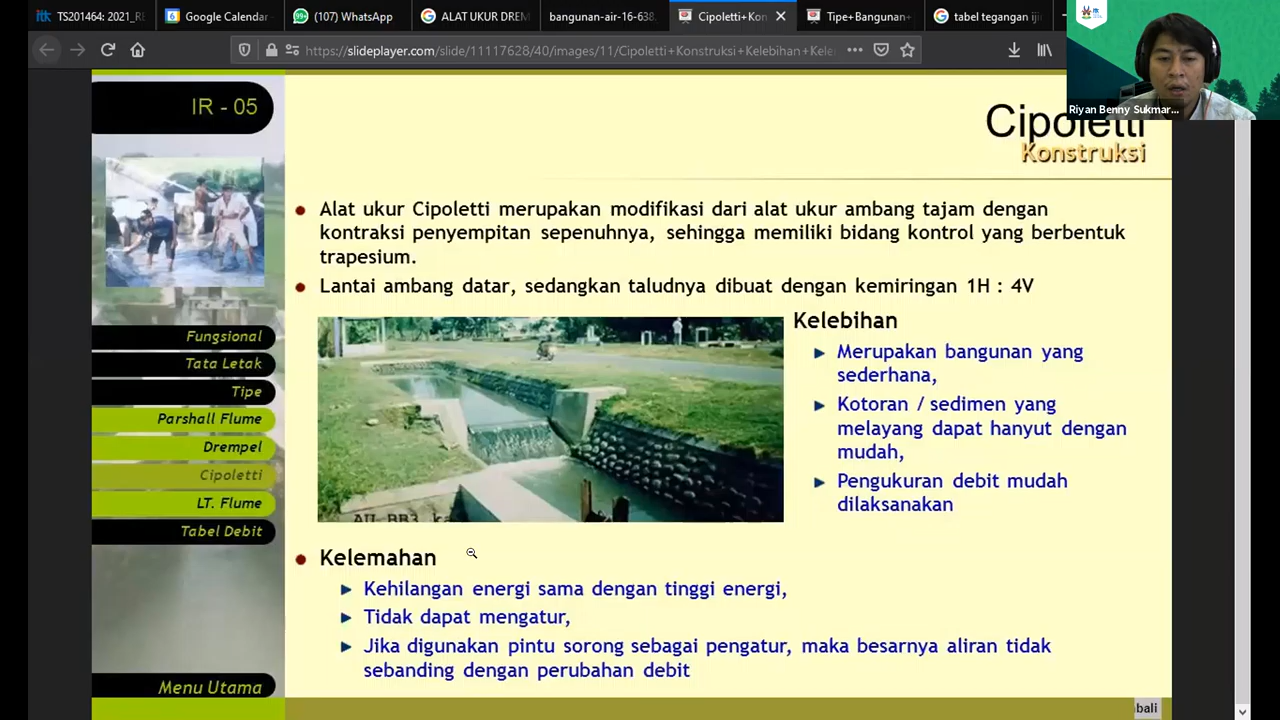 TS201464: 2021_RE
Google Calendar
(107) WhatsApp
ALAT UKUR DREM
bangunan-air-16-638.
Cipoletti+Kon
Tipe+Bangunan+
tabel tegangan iji
https://slideplayer.com/slide/11117628/40/images/11/Cipoletti+Konstruksi+Kelebihan+Kele
Riyan Benny Sukmar...
IR - 05
Cipoletti
Konstruksi
Alat ukur Cipoletti merupakan modifikasi dari alat ukur ambang tajam dengan
kontraksi penyempitan sepenuhnya, sehingga memiliki bidang kontrol yang berbentuk
trapesium.
Lantai ambang datar, sedangkan taludnya dibuat dengan kemiringan 1H : 4V
Fungsional
Tata Letak
Tipe
Parshall Flume
Drempel
Cipoletti
LT. Flume
Tabel Debit
Menu Utama
Kelebihan
Merupakan bangunan yang
sederhana,
Kotoran / sedimen yang
melayang dapat hanyut dengan
mudah,
Pengukuran debit mudah
dilaksanakan
Kelemahan
Kehilangan energi sama dengan tinggi energi,
Tidak dapat mengatur,
Jika digunakan pintu sorong sebagai pengatur, maka besarnya aliran tidak
sebanding dengan perubahan debit
bali